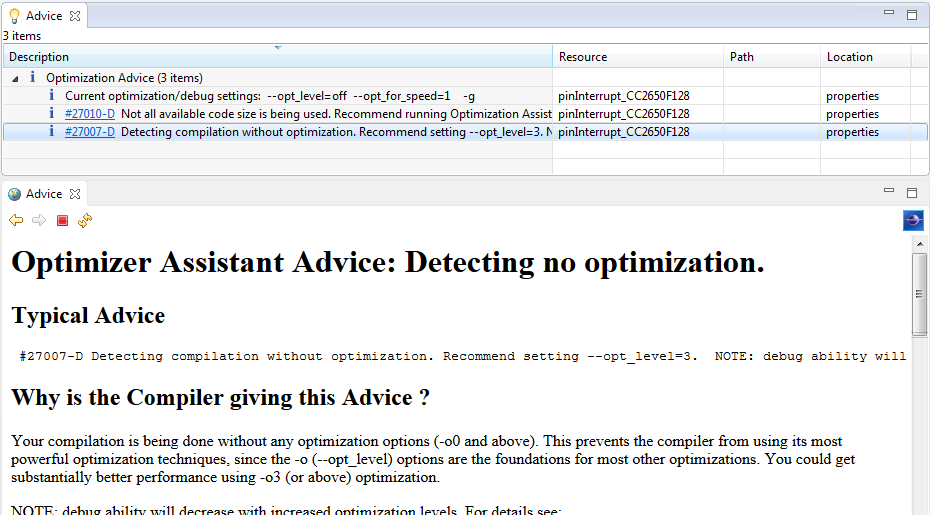 Advice
3 items
Description Resource Path Location
Optimization Advice (3 items)
Current optimization/debug settings: --opt_level=off --opt_for_speed=1 -g pinInterrupt_CC2650F128 properties
#27010-D Not all available code size is being used. Recommend running Optimization Assist pinInterrupt_CC2650F128 properties
#27007-D Detecting compilation without optimization. Recommend setting --opt_level=3. N pinInterrupt_CC2650F128 properties
Advice
Optimizer Assistant Advice: Detecting no optimization.
Typical Advice
#27007-D Detecting compilation without optimization. Recommend setting --opt_level=3. NOTE: debug ability will
Why is the Compiler giving this Advice ?
Your compilation is being done without any optimization options (-o0 and above). This prevents the compiler from using its most
powerful optimization techniques, since the -o (--opt_level) options are the foundations for most other optimizations. You could get
substantially better performance using -o3 (or above) optimization.
NOTE: debug ability will decrease with increased optimization levels. For details see: